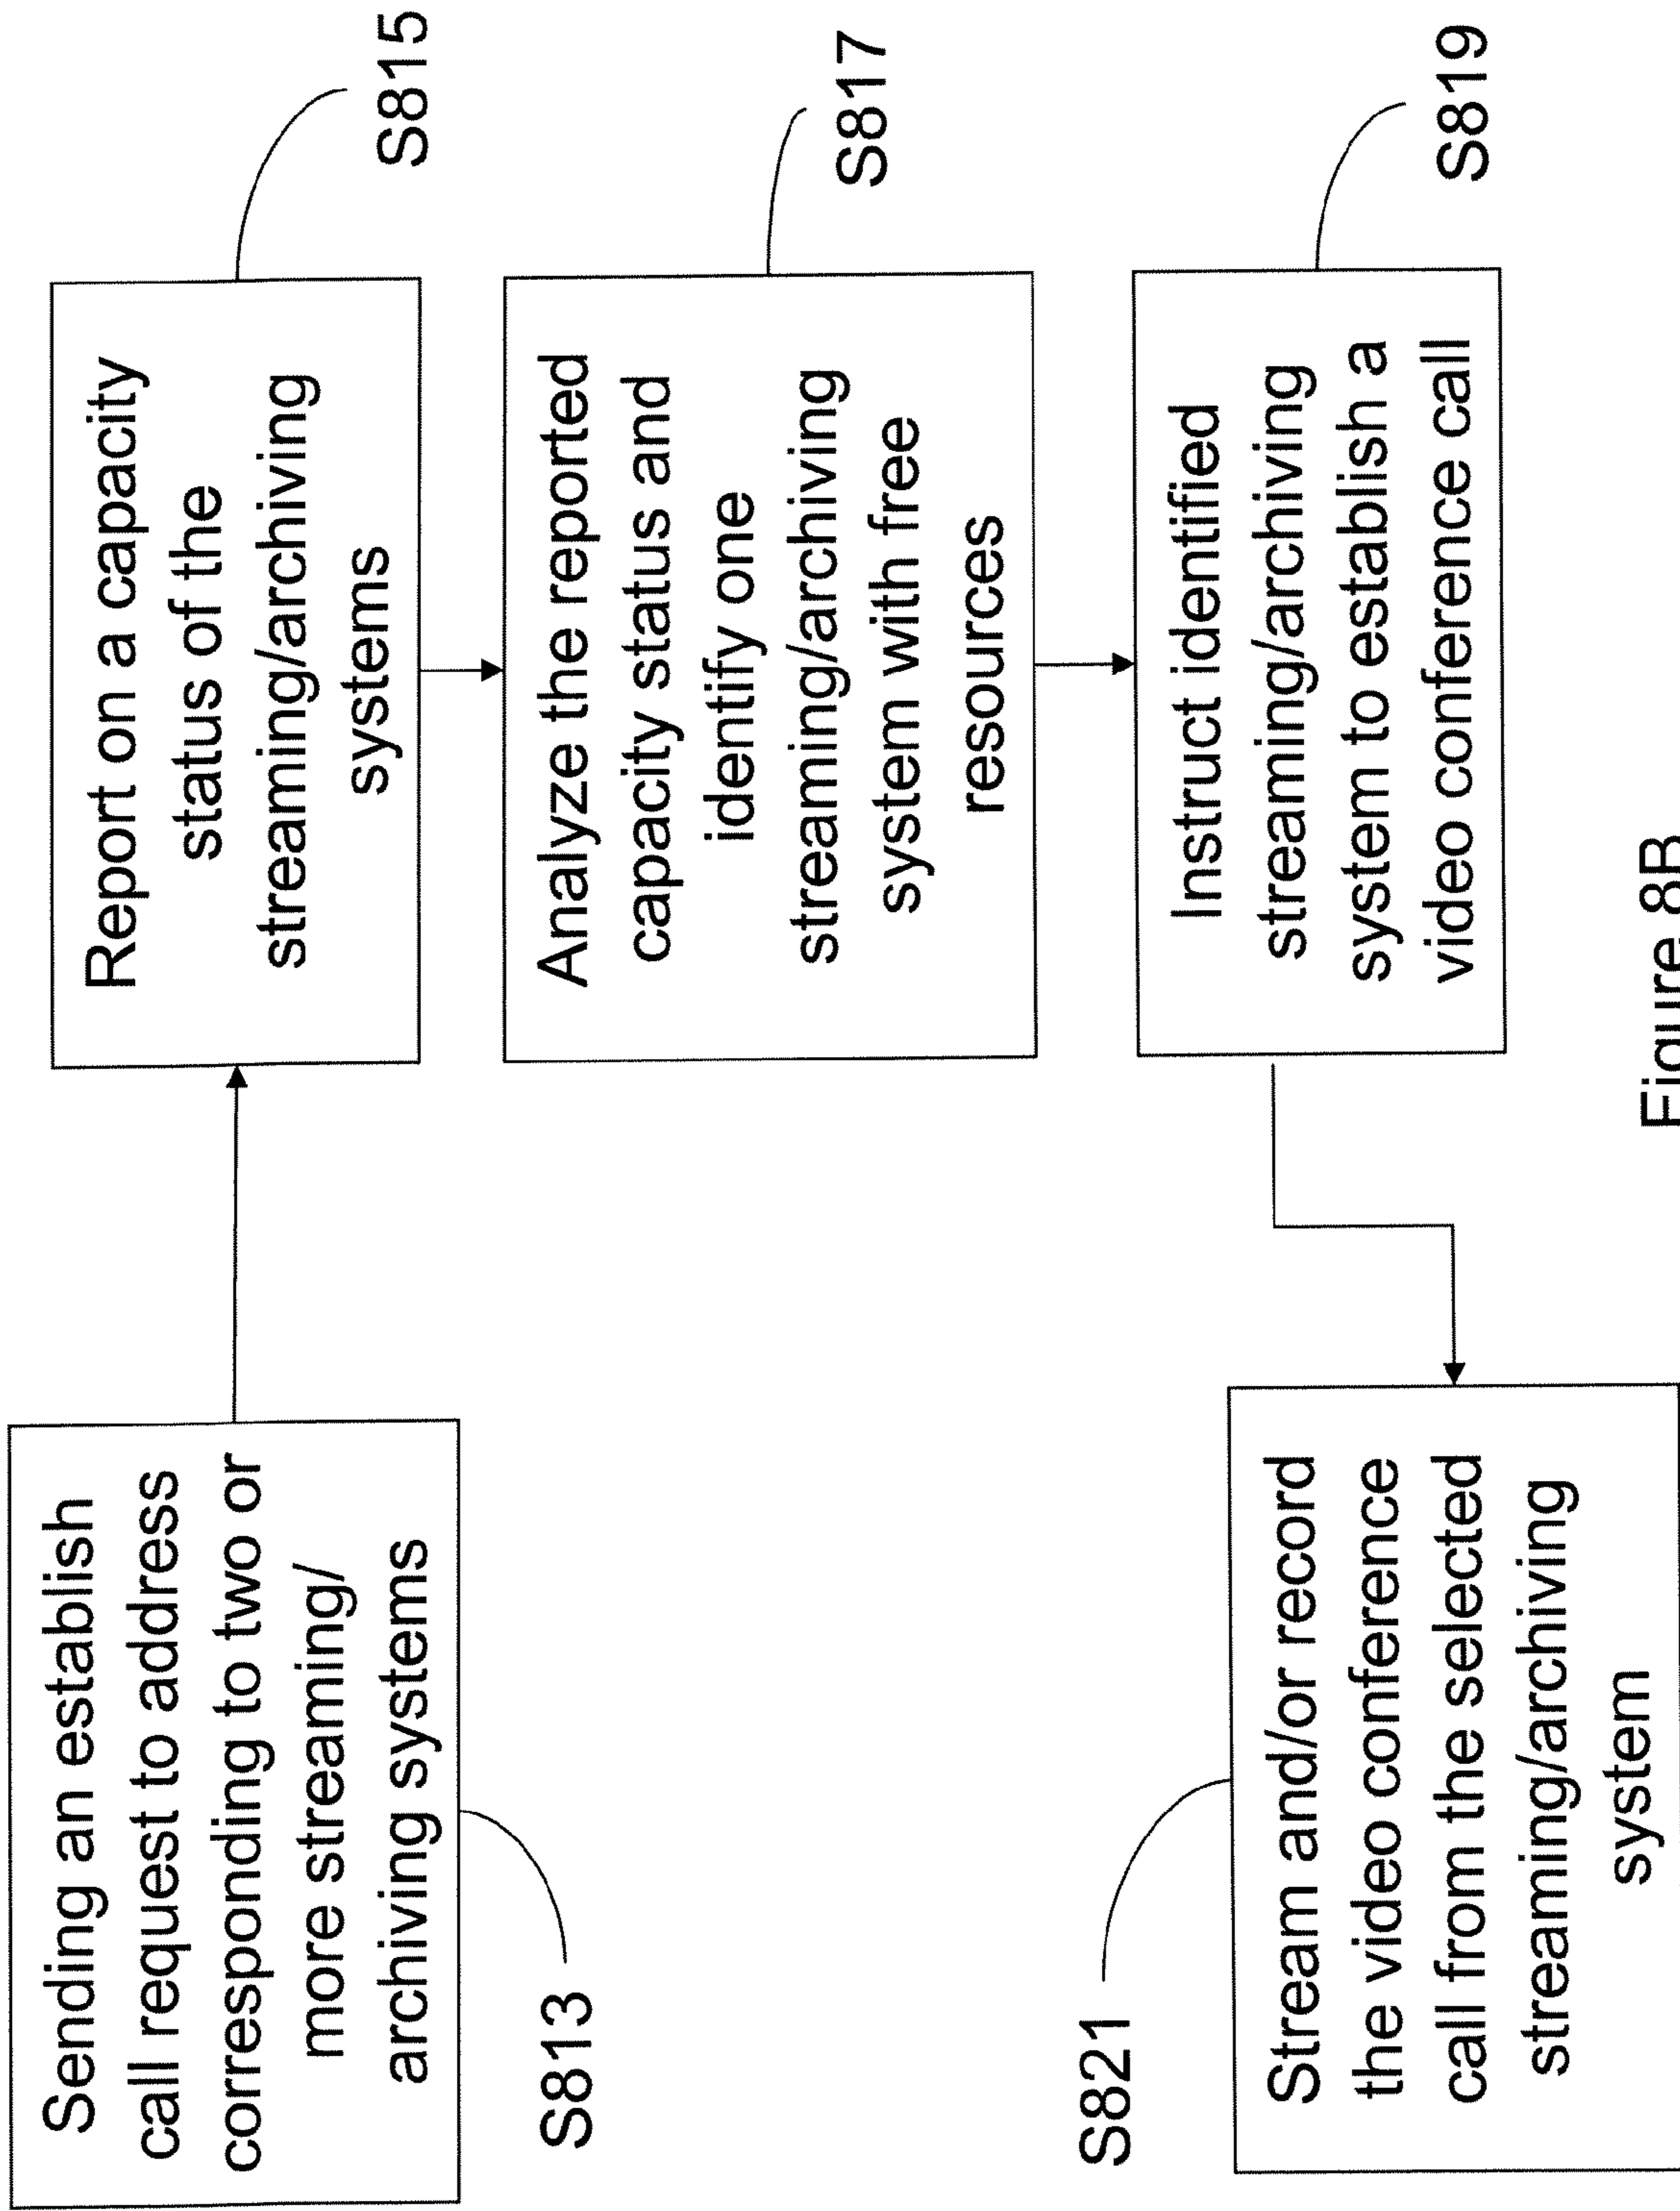 Sending an establish
call request to address
corresponding to two or
more streaming/
archiving systems
S813
Report on a capacity
status of the
streaming/archiving
systems
S815
Analyze the reported
capacity status and
identify one
streaming/archiving
system with free
resources
S817
Instruct identified
streaming/archiving
system to establish a
video conference call
S819
Stream and/or record
the video conference
call from the selected
streaming/archiving
system
S821
Figure 8B